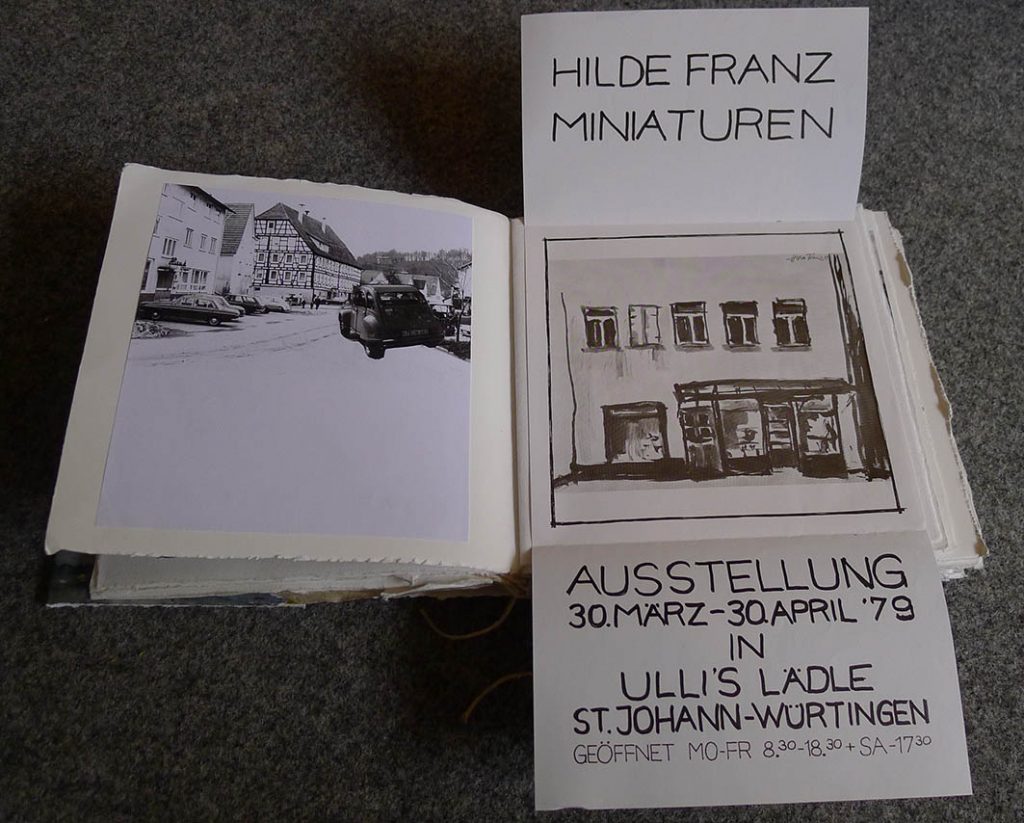 HILDE FRANZ
MINIATUREN
AUSSTELLUNG
30. MÄRZ-30. APRIL '79
IN
ULLI'S LÄDLE
ST. JOHANN-WÜRTINGEN
GEÖFFNET MO-FR 8.30-18.30 + SA-17.30